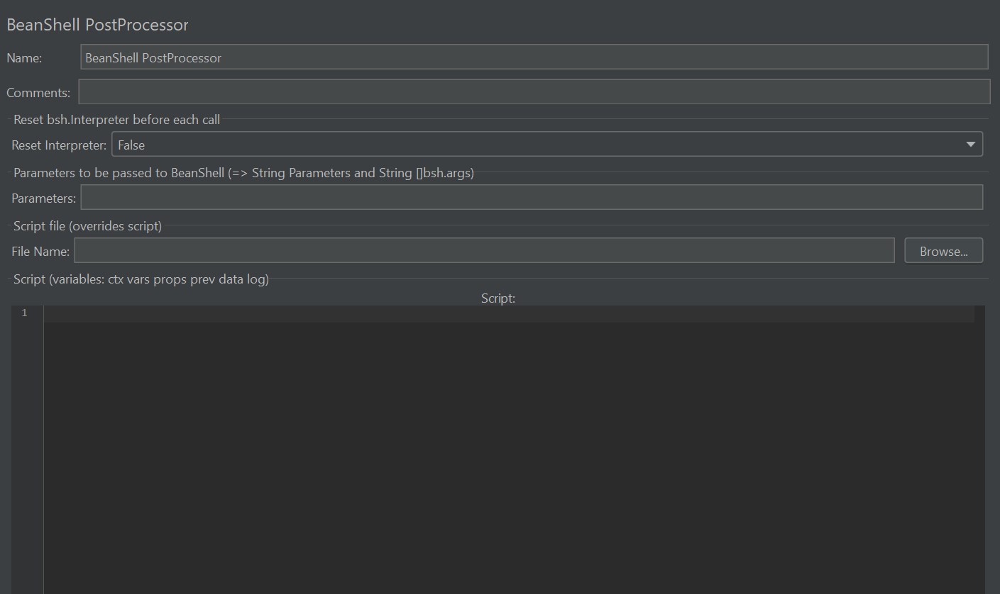 BeanShell PostProcessor
Name: BeanShell PostProcessor
Comments:
Reset bsh.Interpreter before each call
Reset Interpreter: False
Parameters to be passed to BeanShell (=> String Parameters and String []bsh.args)
Parameters:
Script file (overrides script)
File Name: Browse...
Script (variables: ctx vars props prev data log)
Script:
1